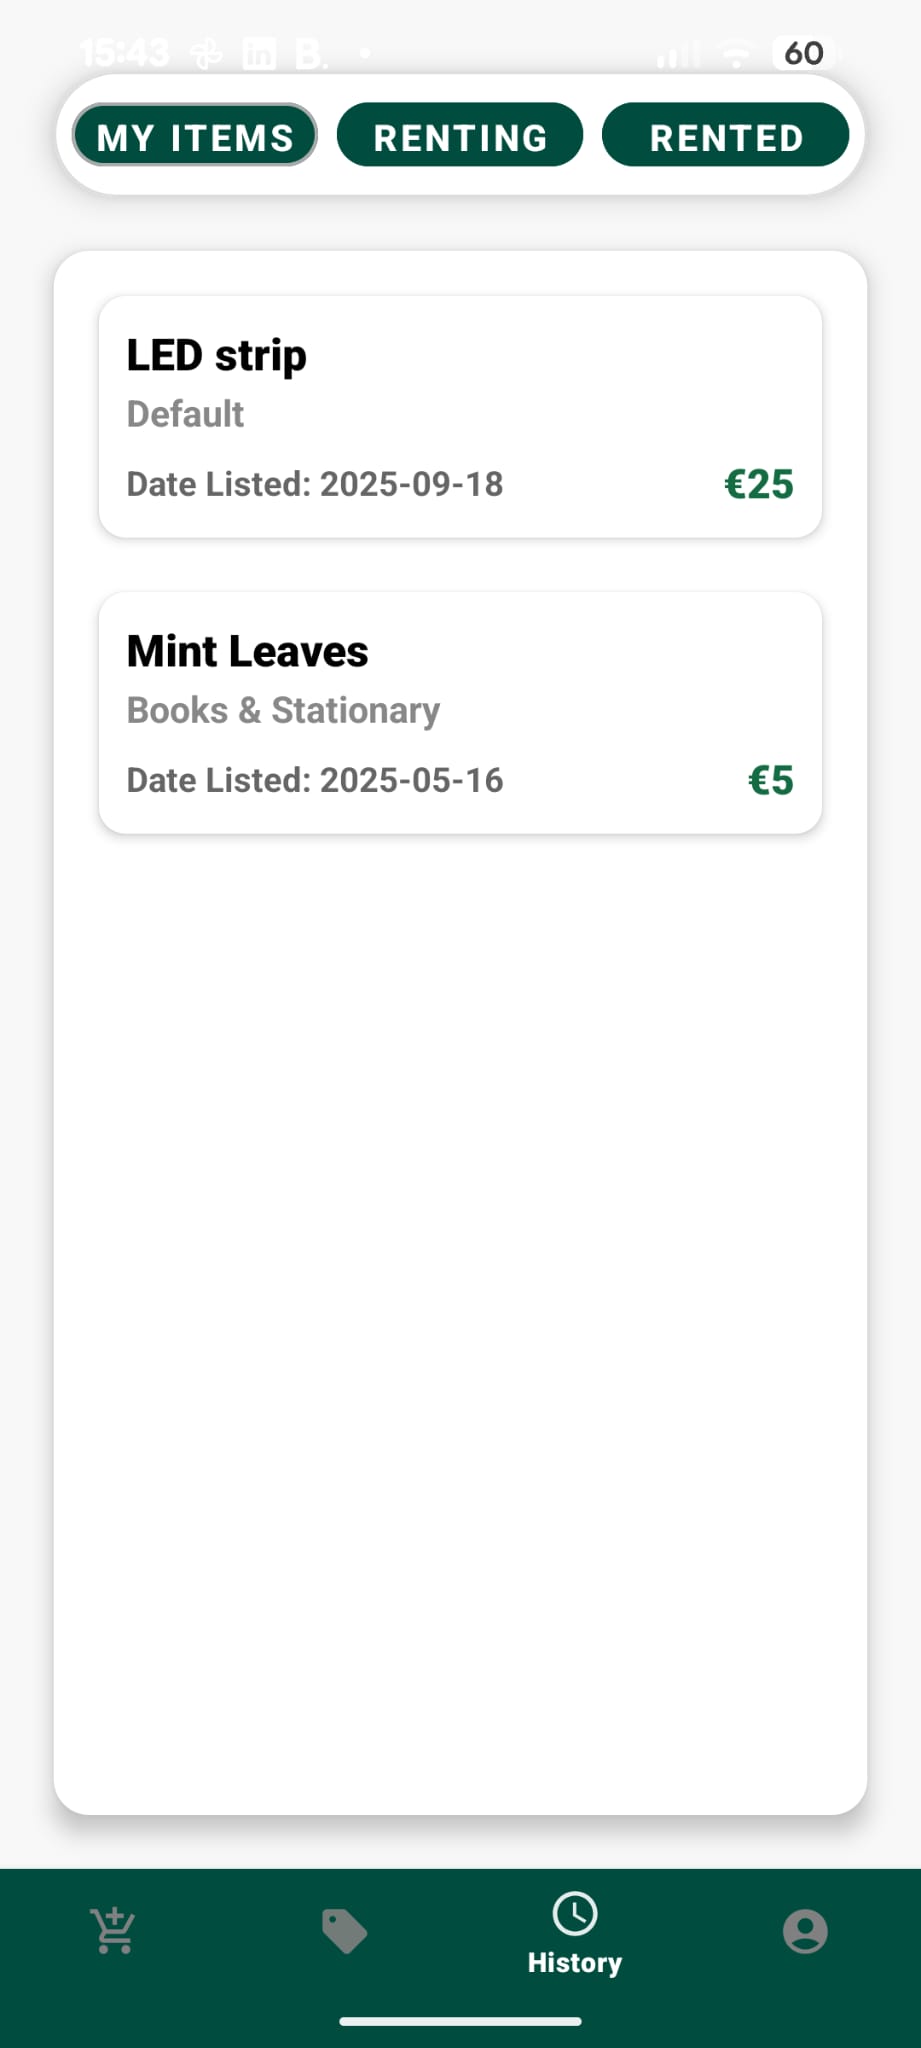 15:43 in B. 60
MY ITEMS RENTING RENTED
LED strip
Default
Date Listed: 2025-09-18 €25
Mint Leaves
Books & Stationary
Date Listed: 2025-05-16 €5
History